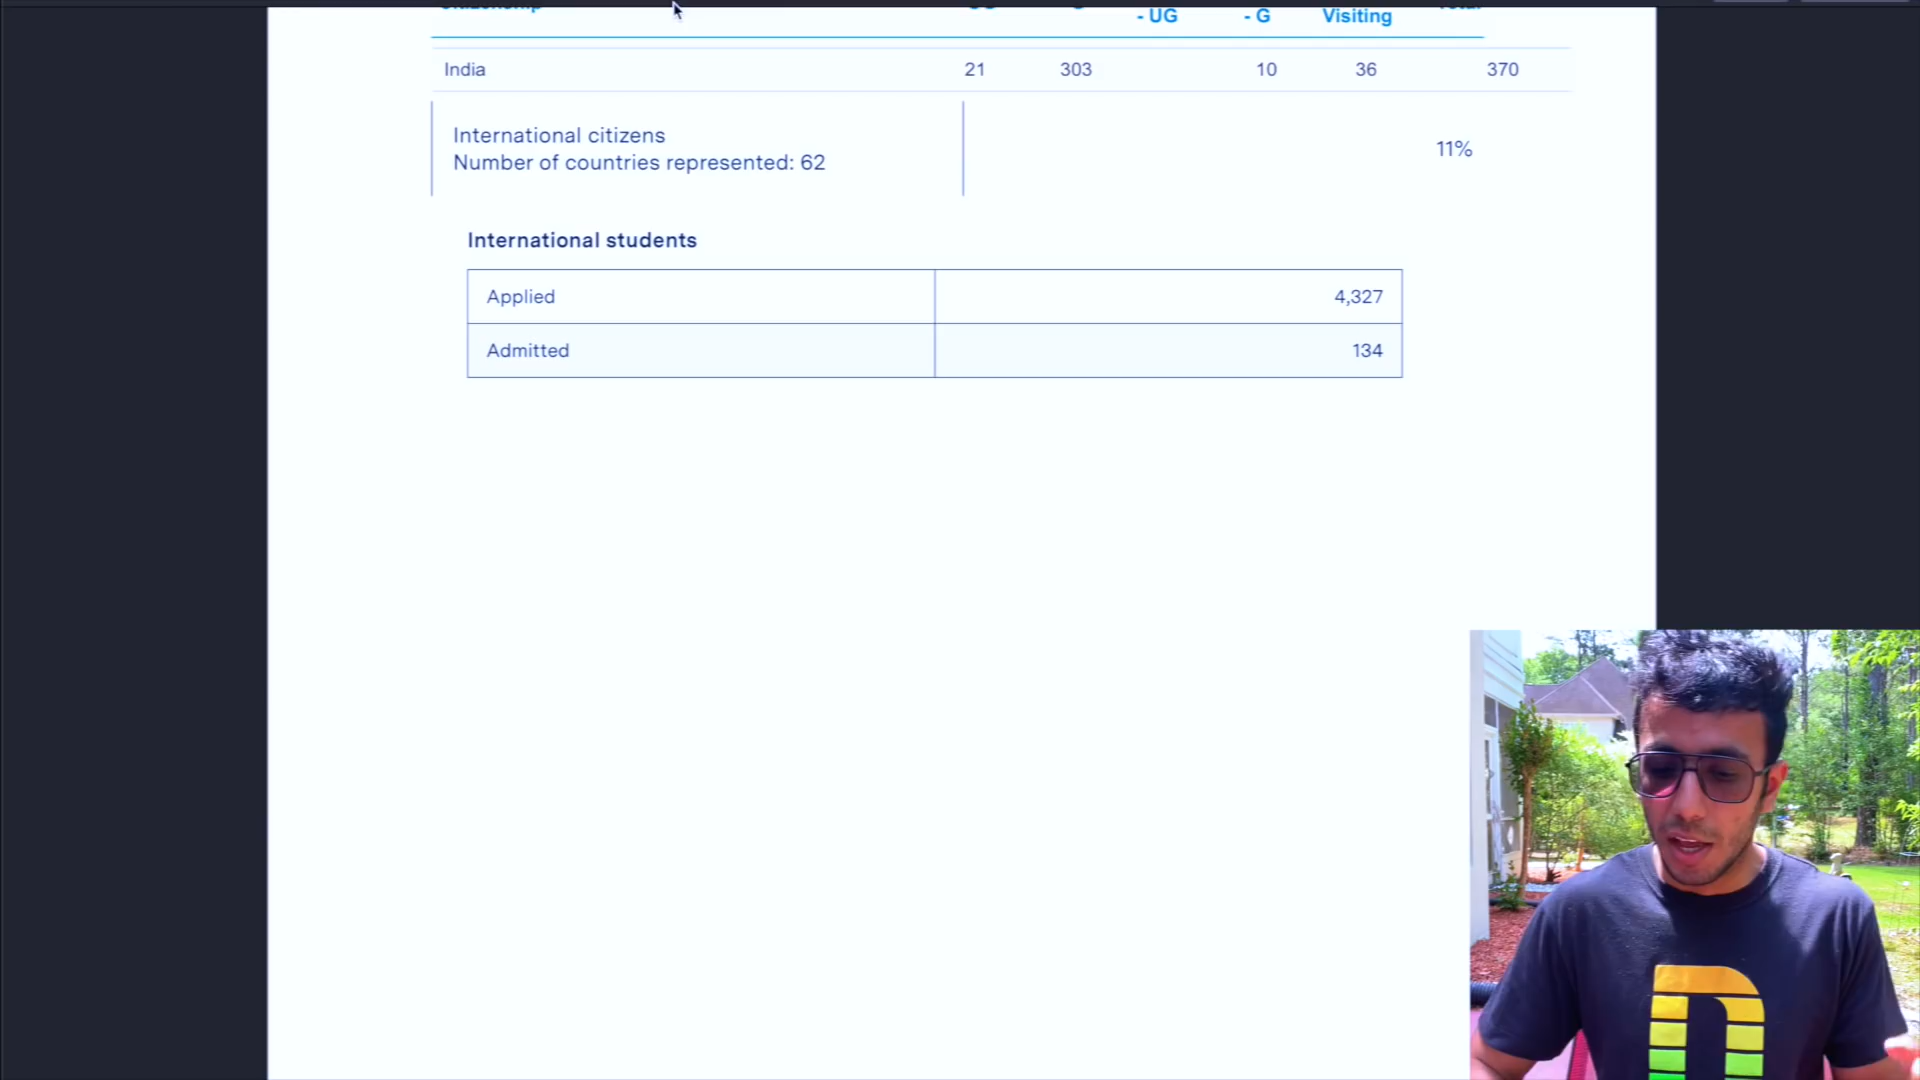 - UG - G Visiting
India 21 303 10 36 370
International citizens
Number of countries represented: 62
11%
International students
Applied 4,327
Admitted 134